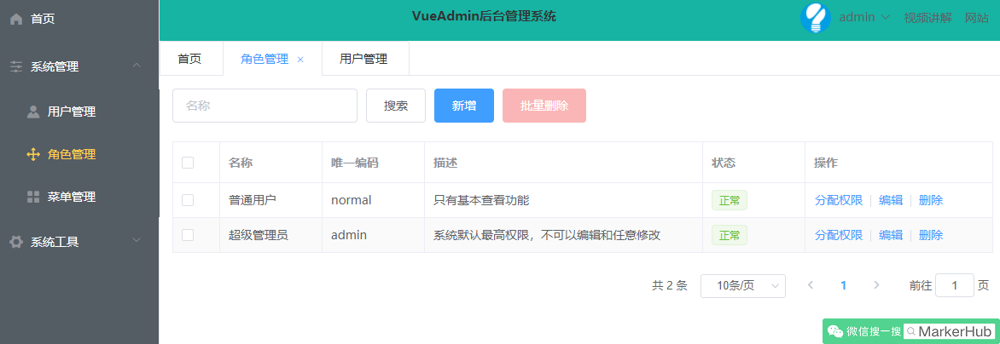 首页
系统管理
用户管理
角色管理
菜单管理
系统工具
VueAdmin后台管理系统
admin 视频讲解 网站
首页 角色管理 × 用户管理
名称 搜索 新增 批量删除
名称 唯一编码 描述 状态 操作
普通用户 normal 只有基本查看功能 正常 分配权限 编辑 删除
超级管理员 admin 系统默认最高权限，不可以编辑和任意修改 正常 分配权限 编辑 删除
共 2 条 10条/页 1 前往 1 页
微信搜一搜 MarkerHub